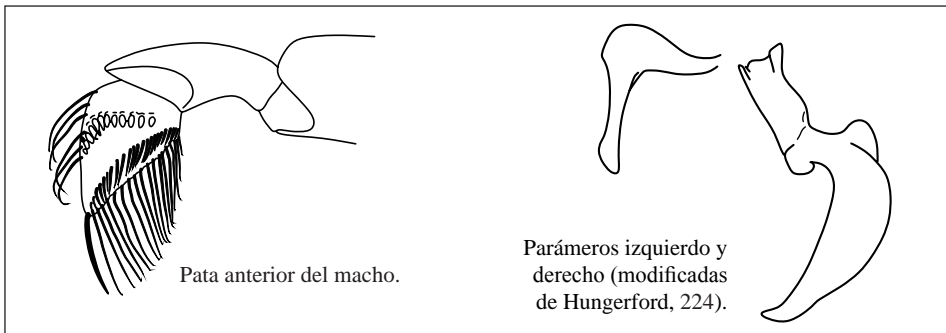 Pata anterior del macho.
Parámeros izquierdo y
derecho (modificadas
de Hungerford, 224).